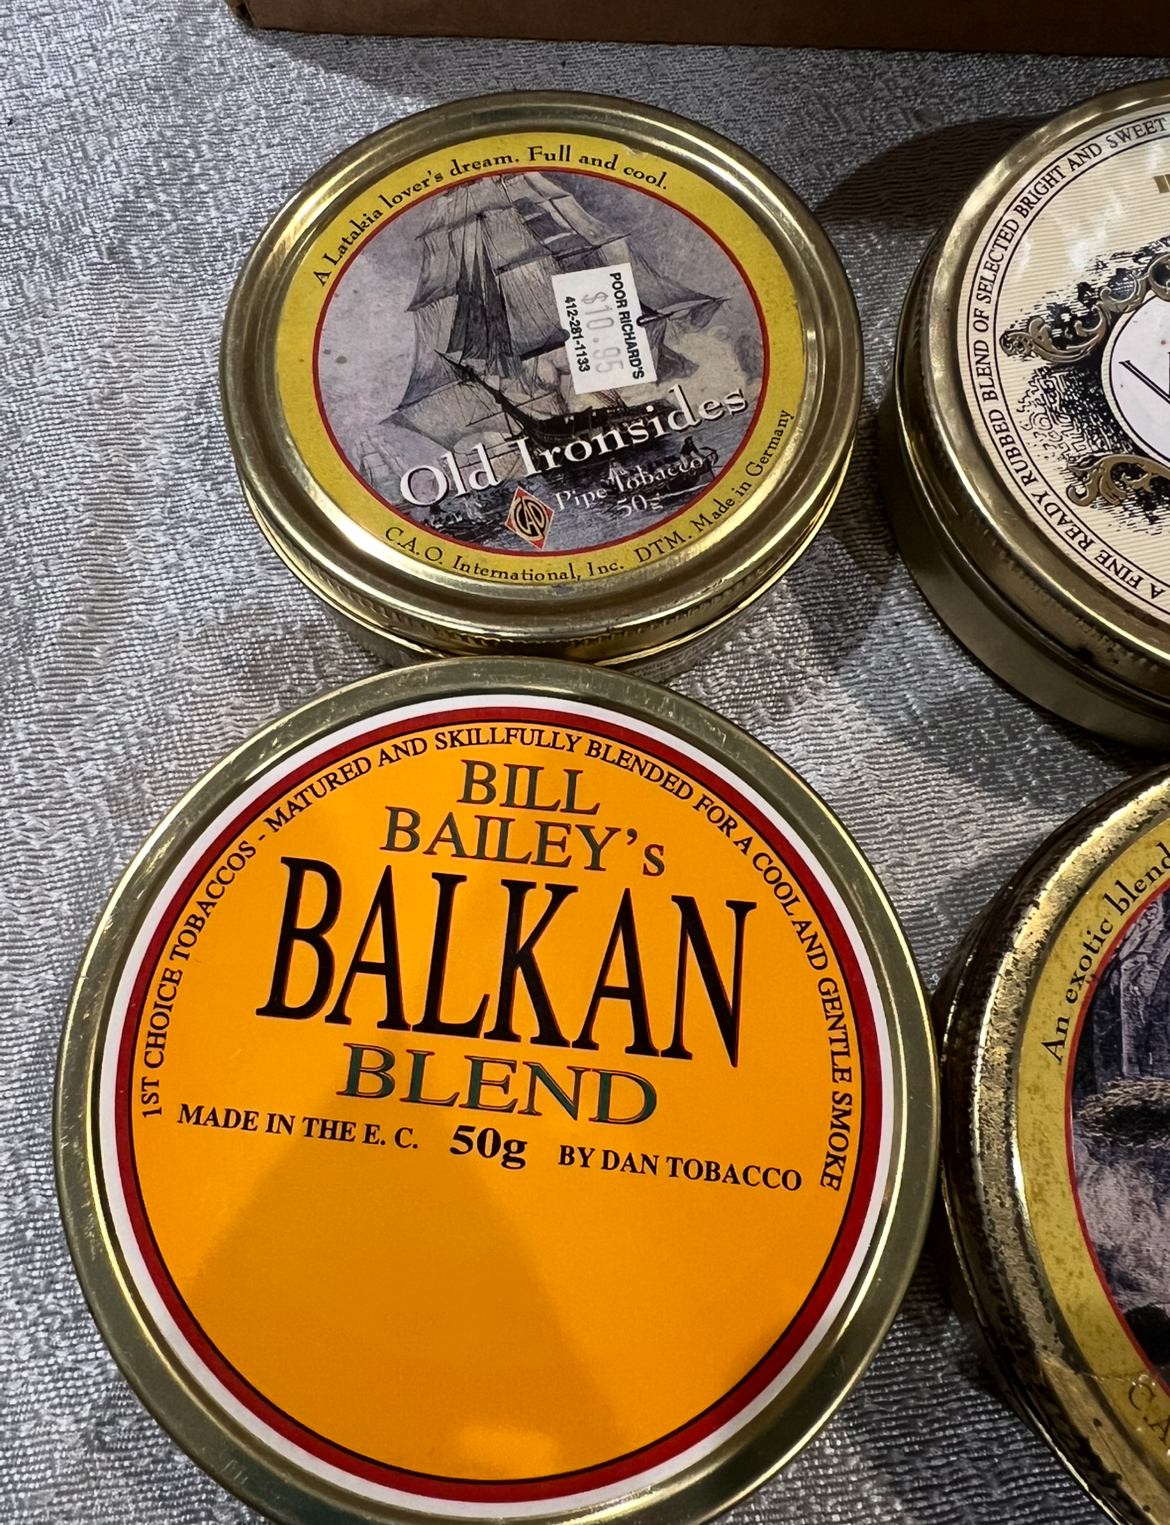 A Latakia lover's dream. Full and cool.
POOR RICHARD'S
$10.95
412-281-1133
Old Ironsides
CAO
Pipe Tobacco
50g
C.A.O. International, Inc. DTM. Made in Germany
A FINE READY RUBBED BLEND OF SELECTED BRIGHT AND SWEET
1ST CHOICE TOBACCOS - MATURED AND SKILLFULLY BLENDED FOR A COOL AND GENTLE SMOKE
BILL
BAILEY's
BALKAN
BLEND
MADE IN THE E. C. 50g BY DAN TOBACCO
An exotic blend
C.A